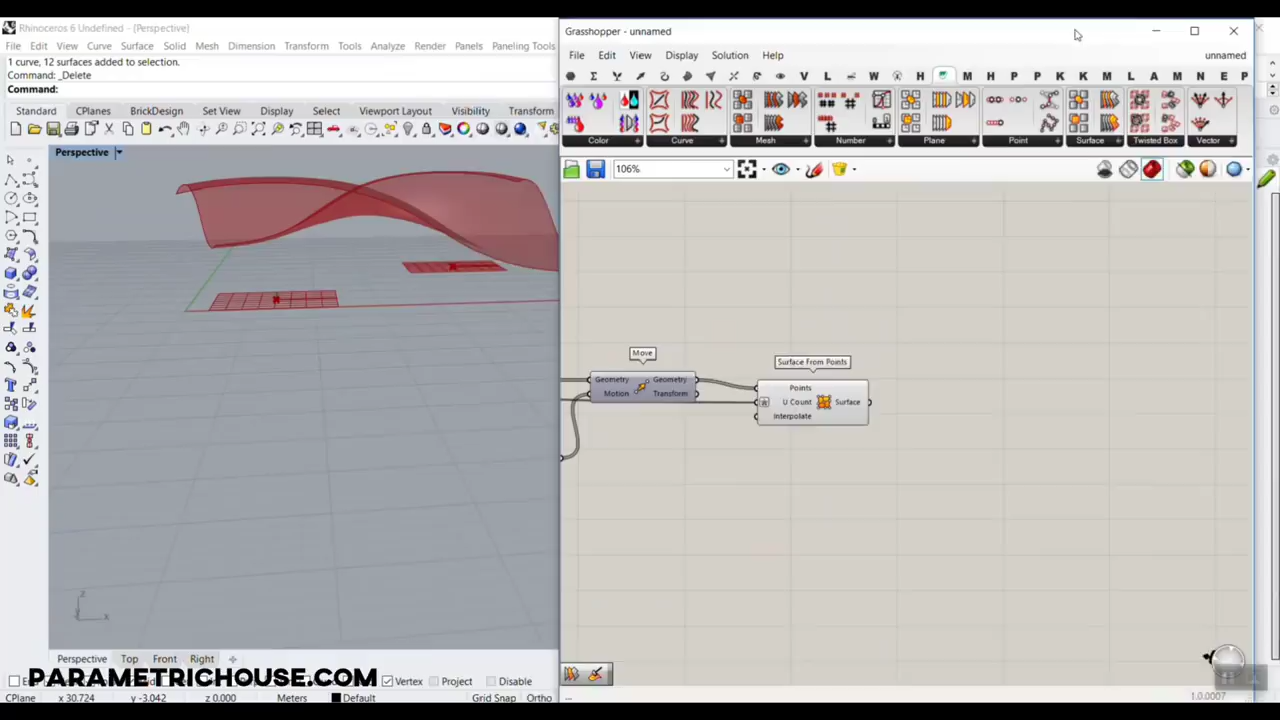 Rhinoceros 6 Undefined - [Perspective]
File Edit View Curve Surface Solid Mesh Dimension Transform Tools Analyze Render Panels Paneling Tools
1 curve, 12 surfaces added to selection.
Command: _Delete
Command:
Standard CPlanes BrickDesign Set View Display Select Viewport Layout Visibility Transform
Perspective
z
x
Perspective Top Front Right
PARAMETRICHOUSE.COM
Vertex Project Disable
CPlane x 30.724 y -3.042 z 0.000 Meters Default Grid Snap Ortho
Grasshopper - unnamed
File Edit View Display Solution Help unnamed
V L W H M H P P K K M L A M N E P
Color Curve Mesh Number Plane Point Surface Twisted Box Vector
106%
Move
Geometry Geometry
Motion Transform
Surface From Points
Points
U Count Surface
Interpolate
...
1.0.0007